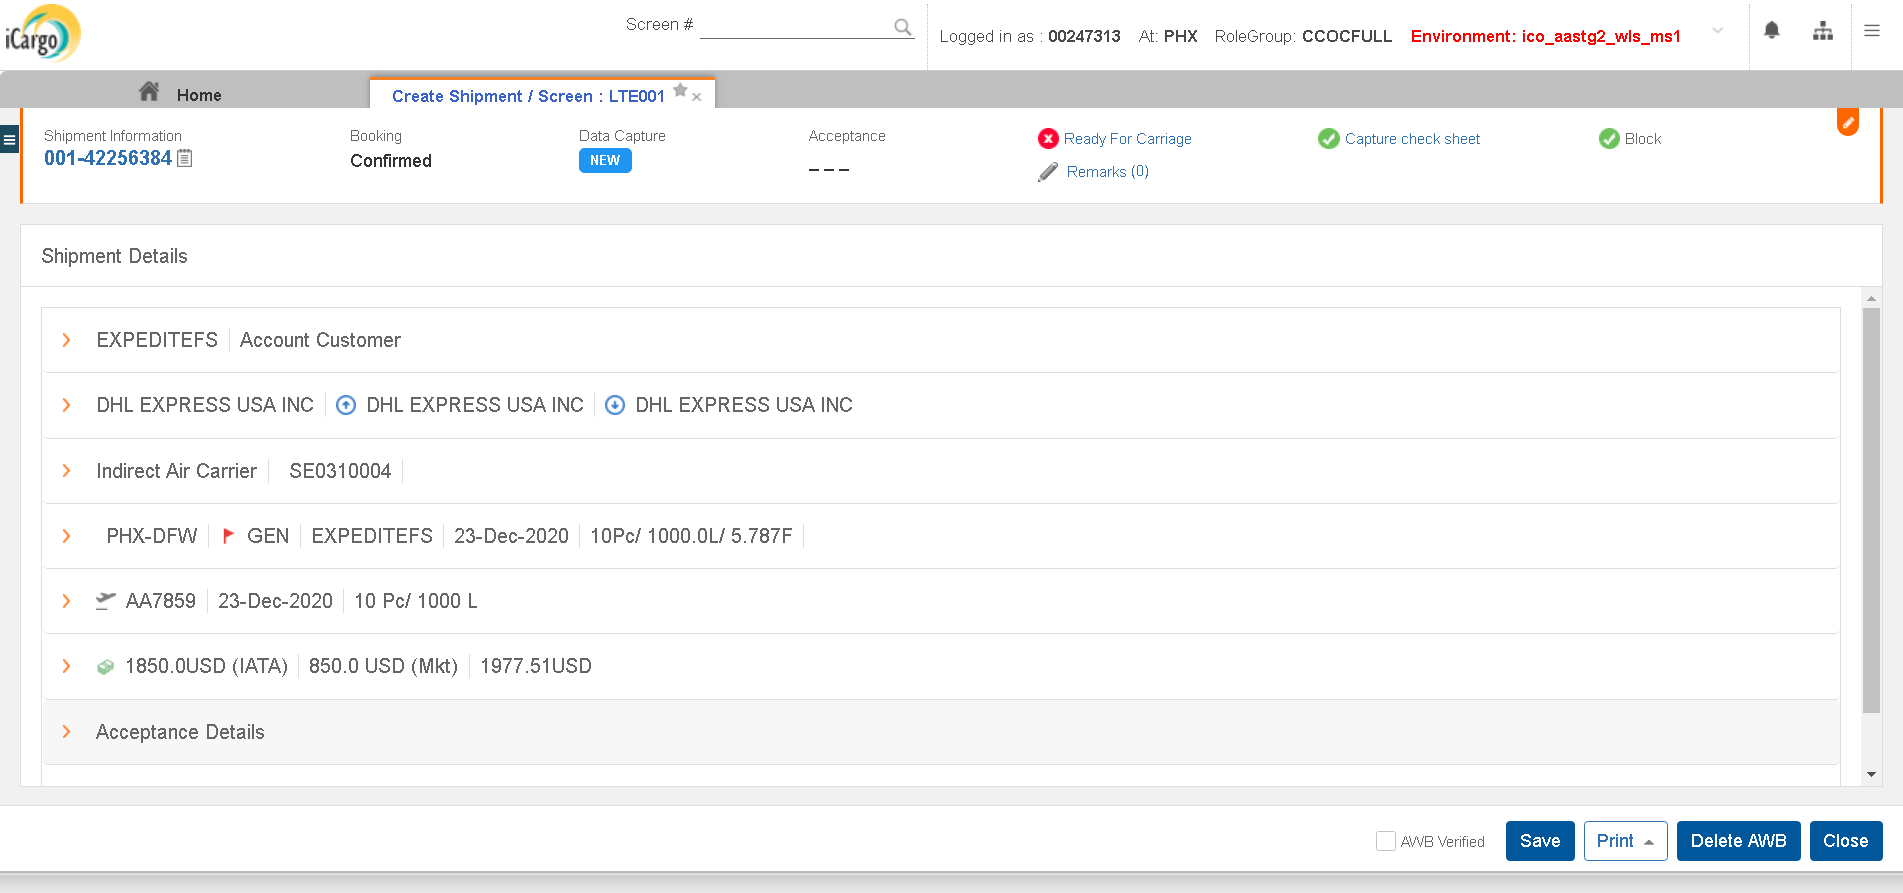 iCargo
Screen #
Logged in as : 00247313 At: PHX RoleGroup: CCOCFULL Environment: ico_aastg2_wls_ms1
Home
Create Shipment / Screen : LTE001
Shipment Information
001-42256384
Booking
Confirmed
Data Capture
NEW
Acceptance
---
Ready For Carriage
Remarks (0)
Capture check sheet
Block
Shipment Details
EXPEDITEFS Account Customer
DHL EXPRESS USA INC DHL EXPRESS USA INC DHL EXPRESS USA INC
Indirect Air Carrier SE0310004
PHX-DFW GEN EXPEDITEFS 23-Dec-2020 10Pc/ 1000.0L/ 5.787F
AA7859 23-Dec-2020 10 Pc/ 1000 L
1850.0USD (IATA) 850.0 USD (Mkt) 1977.51USD
Acceptance Details
AWB Verified Save Print Delete AWB Close